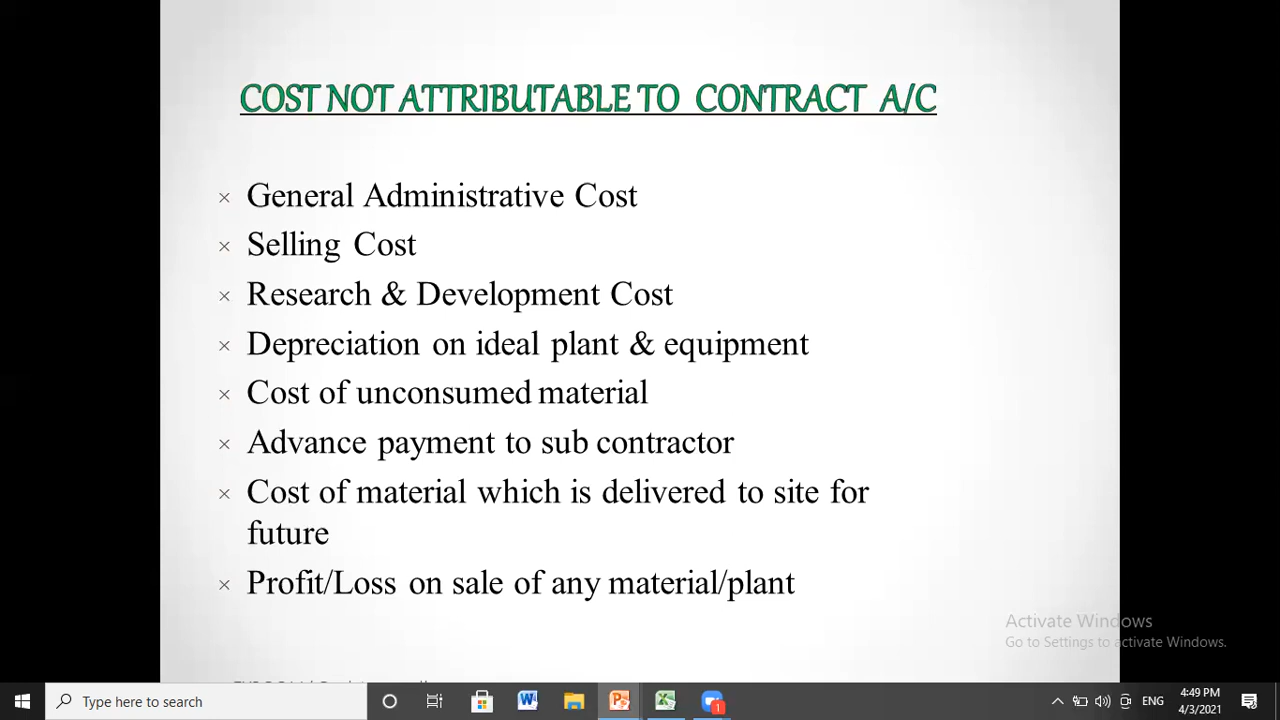 COST NOT ATTRIBUTABLE TO CONTRACT A/C
× General Administrative Cost
× Selling Cost
× Research & Development Cost
× Depreciation on ideal plant & equipment
× Cost of unconsumed material
× Advance payment to sub contractor
× Cost of material which is delivered to site for
future
× Profit/Loss on sale of any material/plant
Activate Windows
Go to Settings to activate Windows.
Type here to search
1
ENG
4:49 PM
4/3/2021